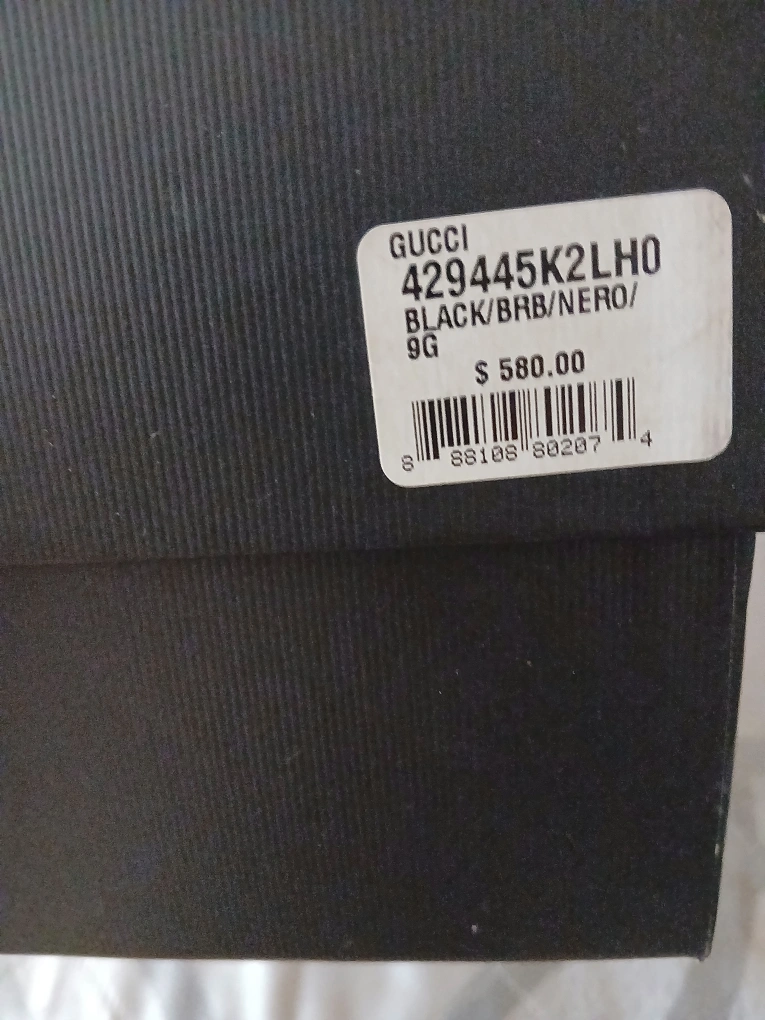 GUCCI
429445K2LH0
BLACK/BRB/NERO/
9G
$ 580.00
8 88108 80207 4